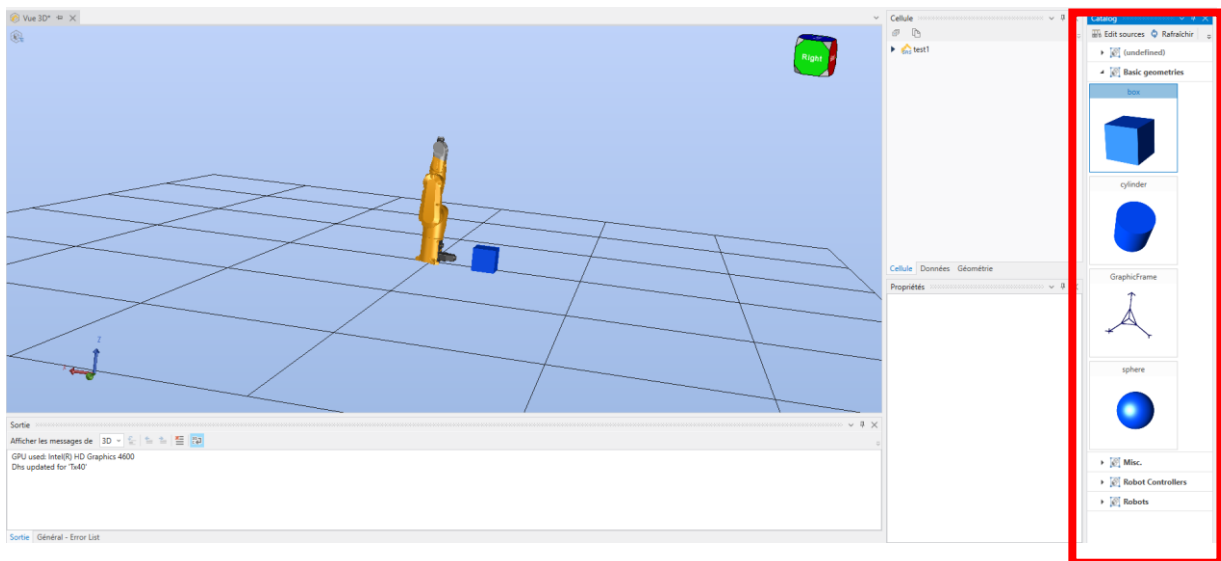 Vue 3D*
Right
z
Sortie
Afficher les messages de 3D
GPU used: Intel(R) HD Graphics 4600
Dhs updated for 'Tx40'
Sortie Général - Error List
Cellule
test1
Cellule Données Géométrie
Propriétés
Catalog
Edit sources Rafraîchir
(undefined)
Basic geometries
box
cylinder
GraphicFrame
sphere
Misc.
Robot Controllers
Robots